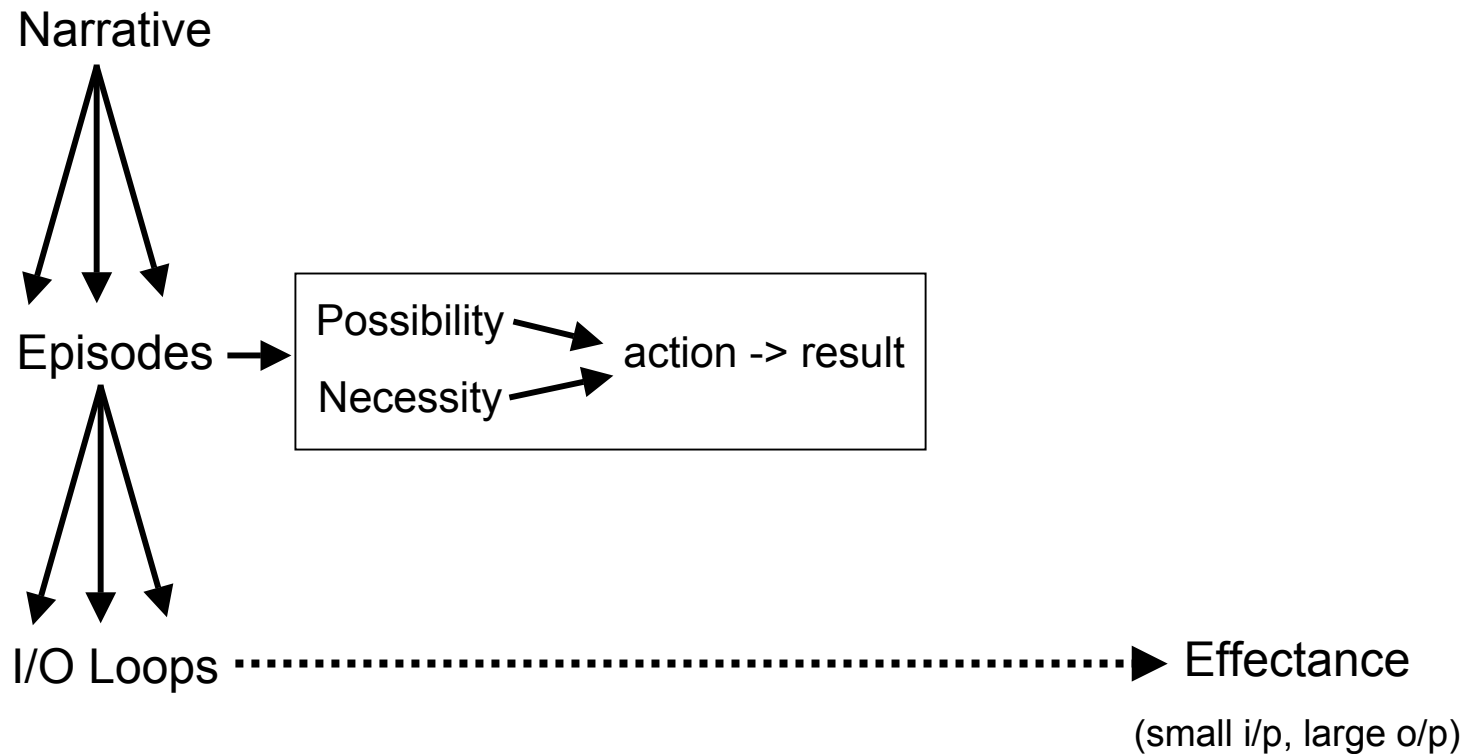 Narrative
Possibility
Episodes
action -> result
Necessity
I/O Loops
Effectance
(small i/p, large o/p)